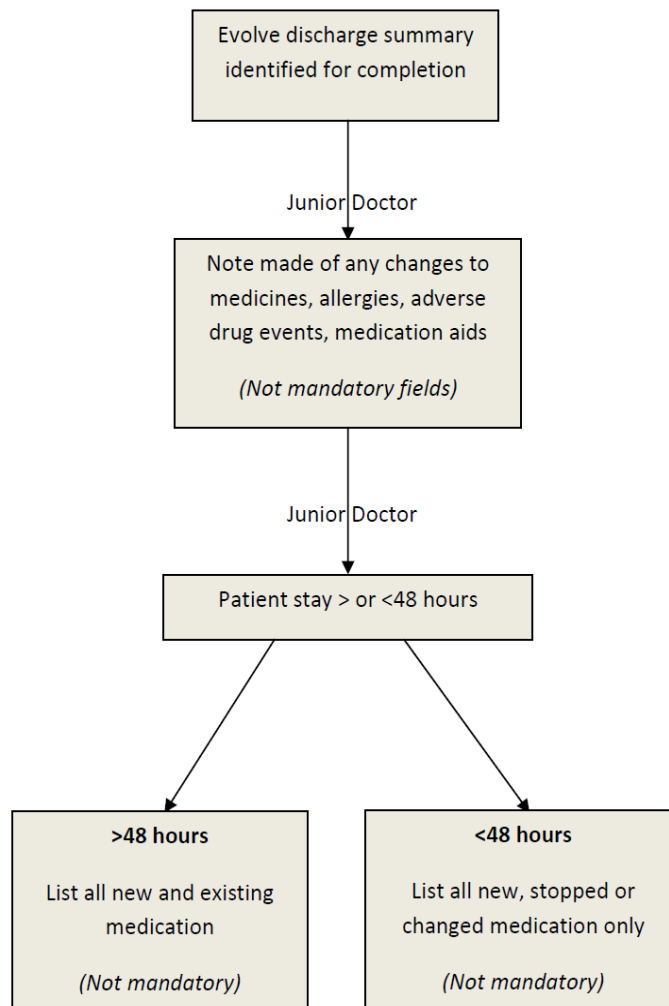 Evolve discharge summary
identified for completion
Junior Doctor
Note made of any changes to
medicines, allergies, adverse
drug events, medication aids
(Not mandatory fields)
Junior Doctor
Patient stay > or <48 hours
>48 hours
List all new and existing
medication
(Not mandatory)
<48 hours
List all new, stopped or
changed medication only
(Not mandatory)